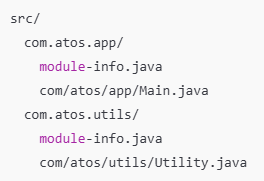 src/
com.atos.app/
module-info.java
com/atos/app/Main.java
com.atos.utils/
module-info.java
com/atos/utils/Utility.java